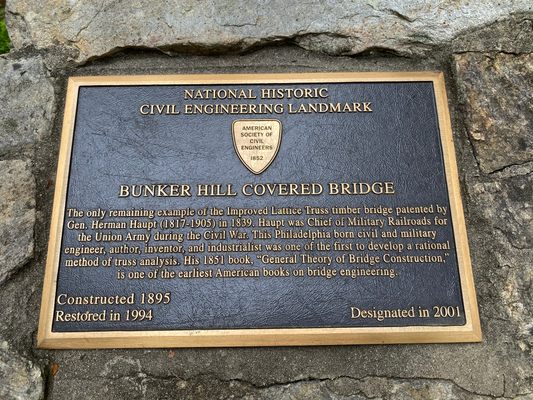 NATIONAL HISTORIC
CIVIL ENGINEERING LANDMARK
AMERICAN
SOCIETY OF
CIVIL
ENGINEERS
1852
BUNKER HILL COVERED BRIDGE
The only remaining example of the Improved Lattice Truss timber bridge patented by
Gen. Herman Haupt (1817-1905) in 1839. Haupt was Chief of Military Railroads for
the Union Army during the Civil War. This Philadelphia born civil and military
engineer, author, inventor, and industrialist was one of the first to develop a rational
method of truss analysis. His 1851 book, "General Theory of Bridge Construction,"
is one of the earliest American books on bridge engineering.
Constructed 1895
Restored in 1994
Designated in 2001